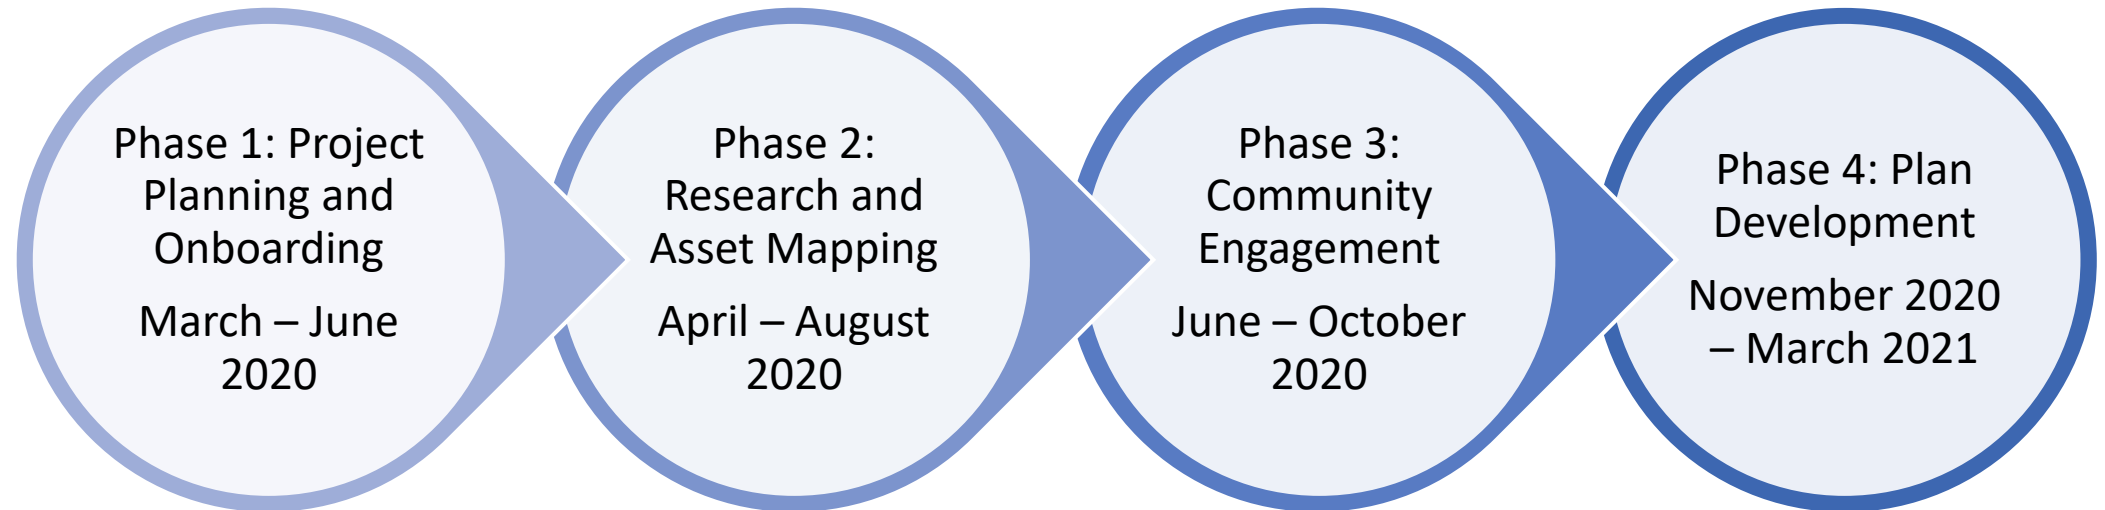 Phase 1: Project
Planning and
Onboarding
March – June
2020
Phase 2:
Research and
Asset Mapping
April – August
2020
Phase 3:
Community
Engagement
June – October
2020
Phase 4: Plan
Development
November 2020
– March 2021